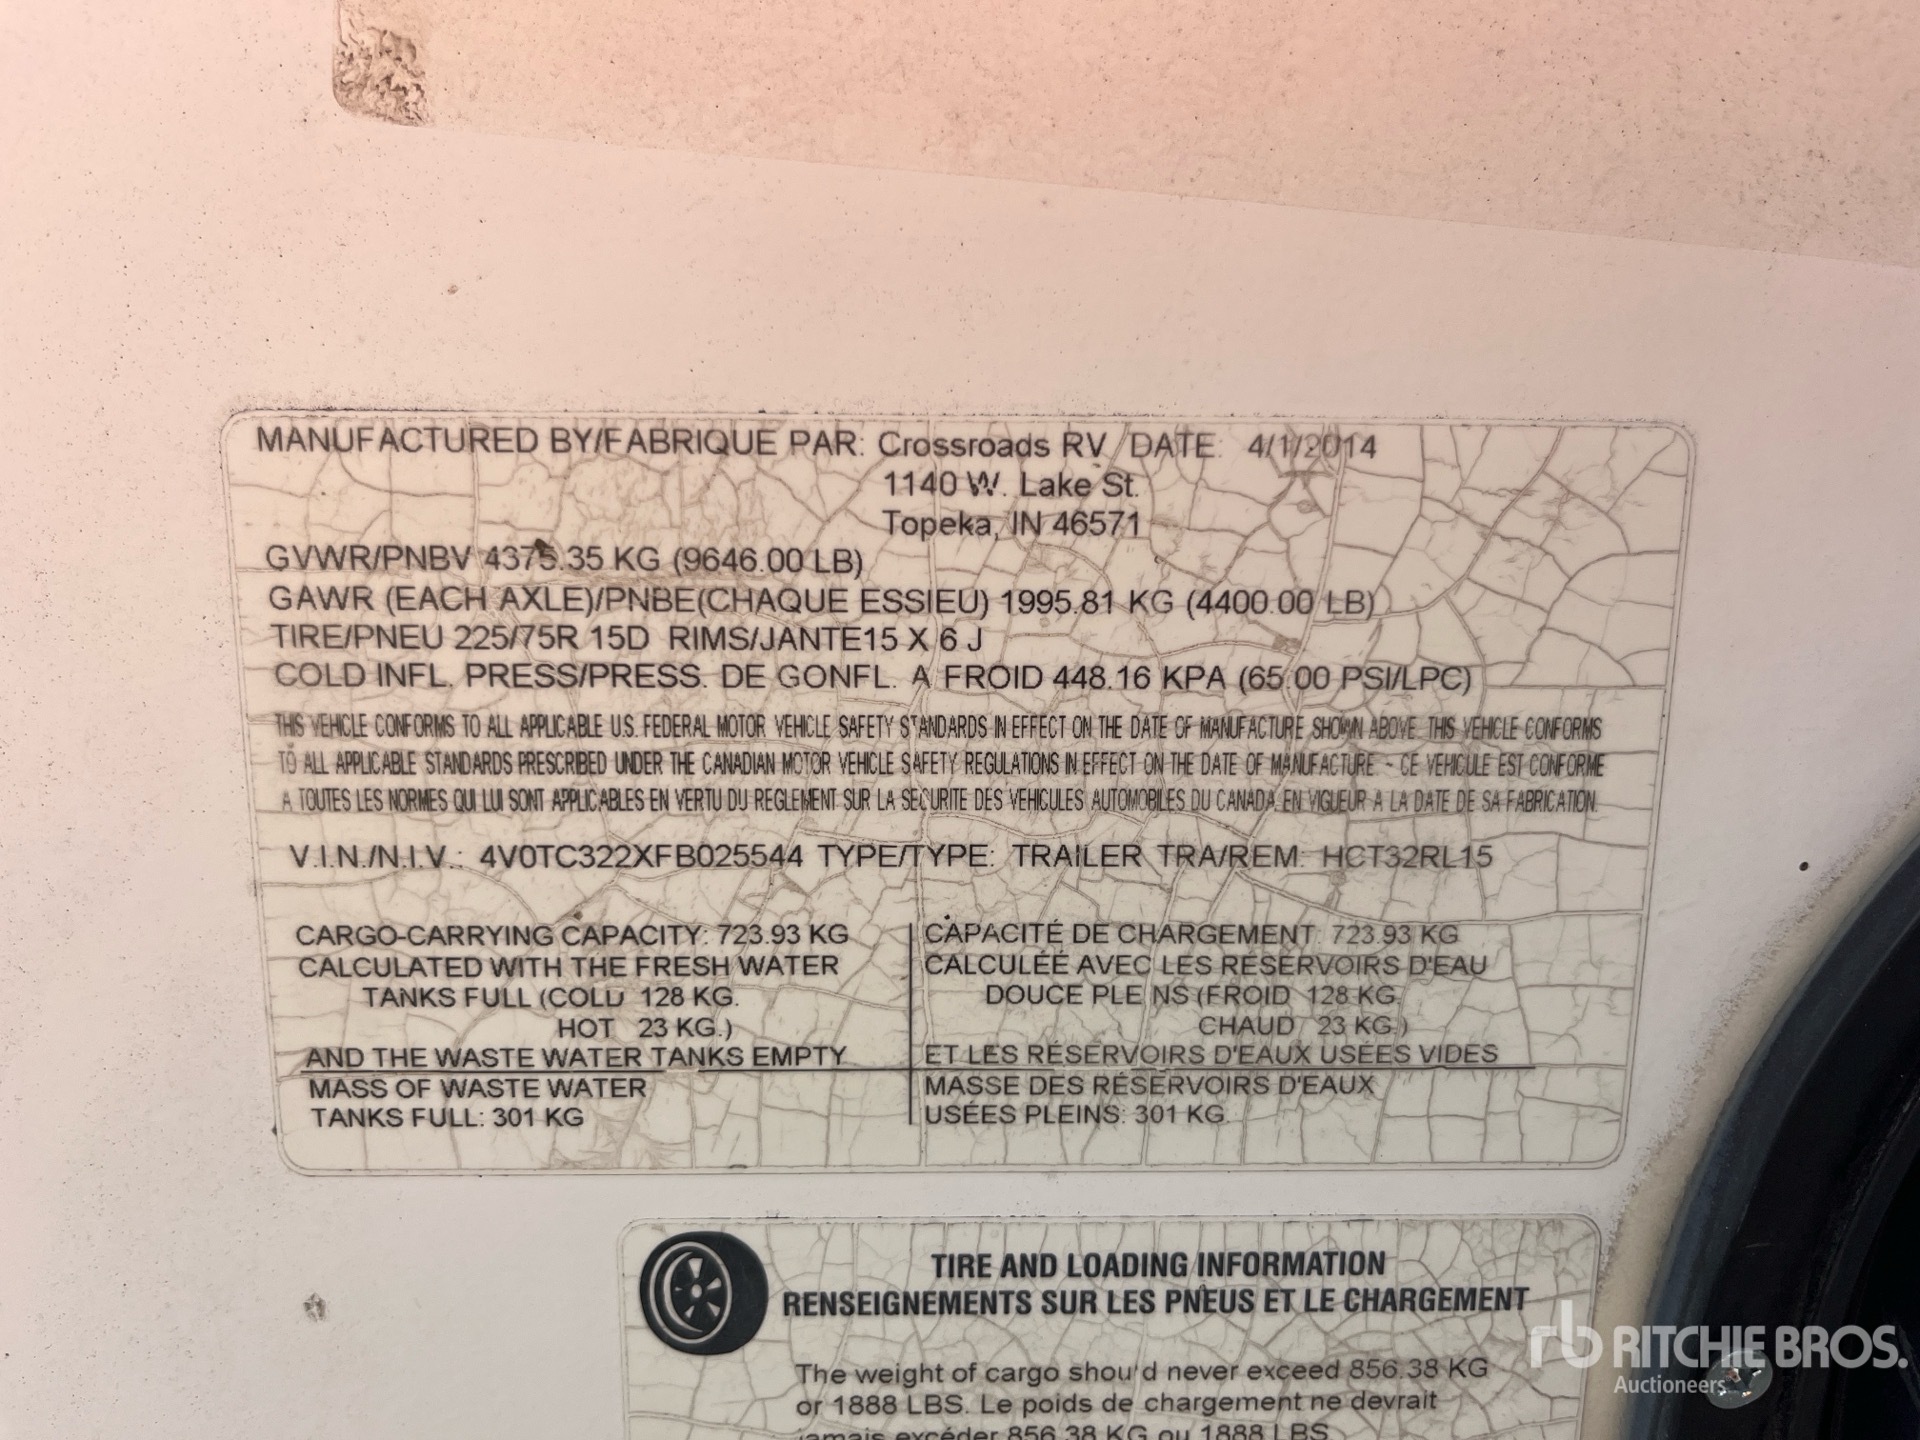 MANUFACTURED BY/FABRIQUE PAR: Crossroads RV DATE: 4/1/2014
1140 W. Lake St.
Topeka, IN 46571
GVWR/PNBV 4375.35 KG (9646.00 LB)
GAWR (EACH AXLE)/PNBE(CHAQUE ESSIEU) 1995.81 KG (4400.00 LB)
TIRE/PNEU 225/75R 15D RIMS/JANTE15 X 6 J
COLD INFL. PRESS/PRESS. DE GONFL. A FROID 448.16 KPA (65.00 PSI/LPC)
THIS VEHICLE CONFORMS TO ALL APPLICABLE U.S. FEDERAL MOTOR VEHICLE SAFETY STANDARDS IN EFFECT ON THE DATE OF MANUFACTURE SHOWN ABOVE. THIS VEHICLE CONFORMS
TO ALL APPLICABLE STANDARDS PRESCRIBED UNDER THE CANADIAN MOTOR VEHICLE SAFETY REGULATIONS IN EFFECT ON THE DATE OF MANUFACTURE - CE VEHICULE EST CONFORME
A TOUTES LES NORMES QUI LUI SONT APPLICABLES EN VERTU DU REGLEMENT SUR LA SECURITE DES VEHICULES AUTOMOBILES DU CANADA EN VIGUEUR A LA DATE DE SA FABRICATION.
V.I.N./N.I.V.: 4V0TC322XFB025544 TYPE/TYPE: TRAILER TRA/REM: HCT32RL15
CARGO-CARRYING CAPACITY: 723.93 KG
CALCULATED WITH THE FRESH WATER
TANKS FULL (COLD 128 KG.
HOT 23 KG.)
AND THE WASTE WATER TANKS EMPTY
MASS OF WASTE WATER
TANKS FULL: 301 KG
CAPACITÉ DE CHARGEMENT: 723.93 KG
CALCULÉE AVEC LES RÉSERVOIRS D'EAU
DOUCE PLEINS (FROID 128 KG.
CHAUD 23 KG.)
ET LES RÉSERVOIRS D'EAUX USÉES VIDES
MASSE DES RÉSERVOIRS D'EAUX
USÉES PLEINS: 301 KG.
TIRE AND LOADING INFORMATION
RENSEIGNEMENTS SUR LES PNEUS ET LE CHARGEMENT
The weight of cargo should never exceed 856.38 KG
or 1888 LBS. Le poids de chargement ne devrait
jamais excéder 856.38 KG ou 1888 LBS.
rb RITCHIE BROS.
Auctioneers